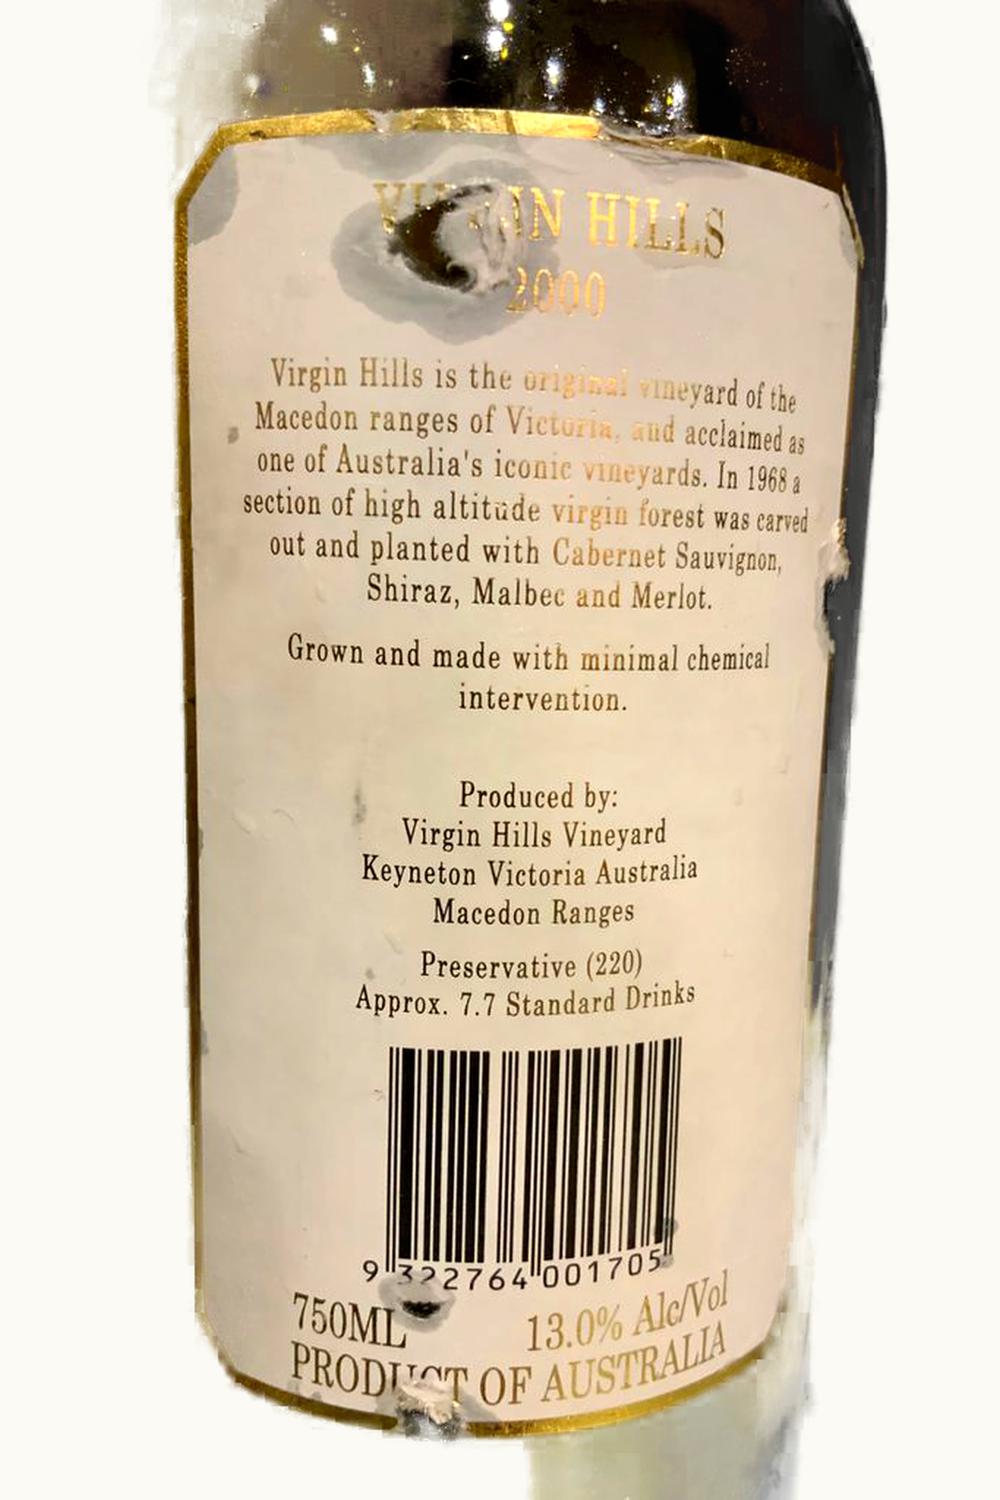 VIRGIN HILLS
2000
Virgin Hills is the original vineyard of the
Macedon ranges of Victoria, and acclaimed as
one of Australia's iconic vineyards. In 1968 a
section of high altitude virgin forest was carved
out and planted with Cabernet Sauvignon,
Shiraz, Malbec and Merlot.
Grown and made with minimal chemical
intervention.
Produced by:
Virgin Hills Vineyard
Keyneton Victoria Australia
Macedon Ranges
Preservative (220)
Approx. 7.7 Standard Drinks
9 322764 001705
750ML 13.0% Alc/Vol
PRODUCT OF AUSTRALIA